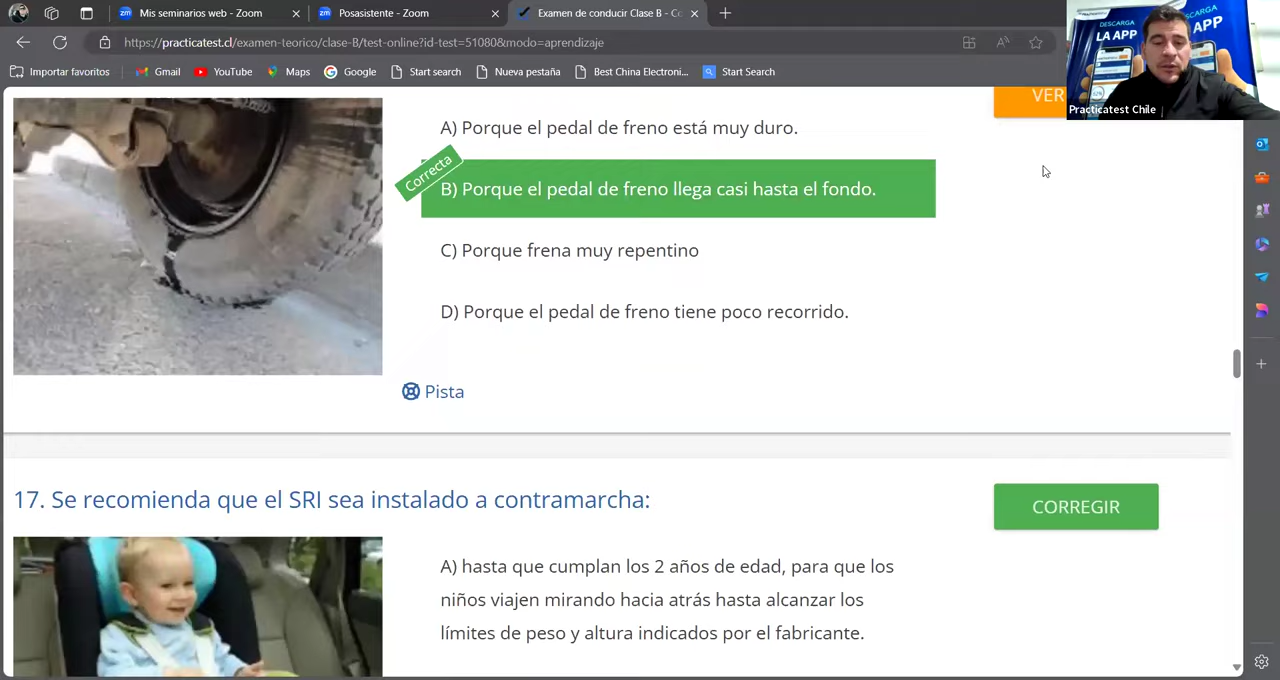 Mis seminarios web - Zoom
Posasistente - Zoom
Examen de conducir Clase B - Cc
https://practicatest.cl/examen-teorico/clase-B/test-online?id-test=51080&modo=aprendizaje
Importar favoritos
Gmail
YouTube
Maps
Google
Start search
Nueva pestaña
Best China Electroni...
Start Search
DESCARGA
LA APP
DESCARGA
APP
Practicatest Chile
VER
A) Porque el pedal de freno está muy duro.
Correcta
B) Porque el pedal de freno llega casi hasta el fondo.
C) Porque frena muy repentino
D) Porque el pedal de freno tiene poco recorrido.
Pista
17. Se recomienda que el SRI sea instalado a contramarcha:
CORREGIR
A) hasta que cumplan los 2 años de edad, para que los
niños viajen mirando hacia atrás hasta alcanzar los
límites de peso y altura indicados por el fabricante.